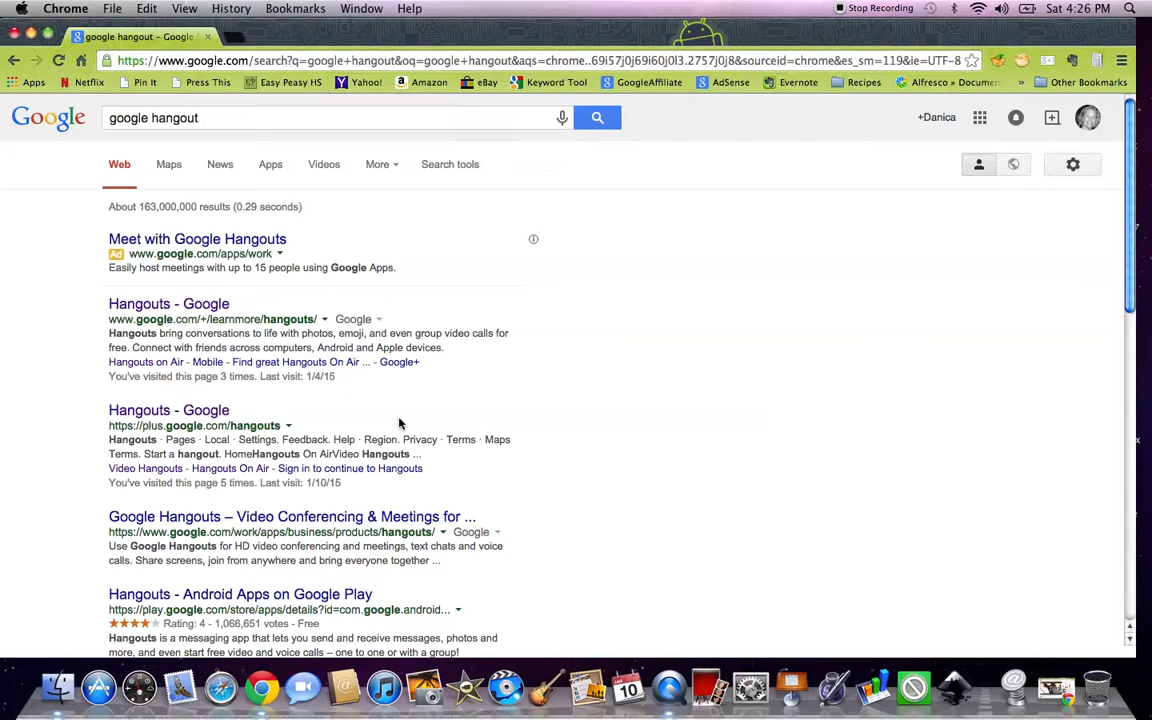 Chrome File Edit View History Bookmarks Window Help Stop Recording Sat 4:26 PM
google hangout - Google
https://www.google.com/search?q=google+hangout&oq=google+hangout&aqs=chrome..69i57j0j69i60j0l3.2757j0j8&sourceid=chrome&es_sm=119&ie=UTF-8
Apps Netflix Pin It Press This Easy Peasy HS Yahoo! Amazon eBay Keyword Tool GoogleAffiliate AdSense Evernote Recipes Alfresco » Docume » Other Bookmarks
Google google hangout +Danica
Web Maps News Apps Videos More Search tools
About 163,000,000 results (0.29 seconds)
Meet with Google Hangouts
Ad www.google.com/apps/work
Easily host meetings with up to 15 people using Google Apps.
Hangouts - Google
www.google.com/+/learnmore/hangouts/ Google
Hangouts bring conversations to life with photos, emoji, and even group video calls for
free. Connect with friends across computers, Android and Apple devices.
Hangouts on Air - Mobile - Find great Hangouts On Air ... - Google+
You've visited this page 3 times. Last visit: 1/4/15
Hangouts - Google
https://plus.google.com/hangouts
Hangouts · Pages · Local · Settings. Feedback. Help · Region. Privacy · Terms · Maps
Terms. Start a hangout. HomeHangouts On AirVideo Hangouts ...
Video Hangouts - Hangouts On Air - Sign in to continue to Hangouts
You've visited this page 5 times. Last visit: 1/10/15
Google Hangouts – Video Conferencing & Meetings for ...
https://www.google.com/work/apps/business/products/hangouts/ Google
Use Google Hangouts for HD video conferencing and meetings, text chats and voice
calls. Share screens, join from anywhere and bring everyone together ...
Hangouts - Android Apps on Google Play
https://play.google.com/store/apps/details?id=com.google.android...
Rating: 4 - 1,066,651 votes - Free
Hangouts is a messaging app that lets you send and receive messages, photos and
more, and even start free video and voice calls – one to one or with a group!
10